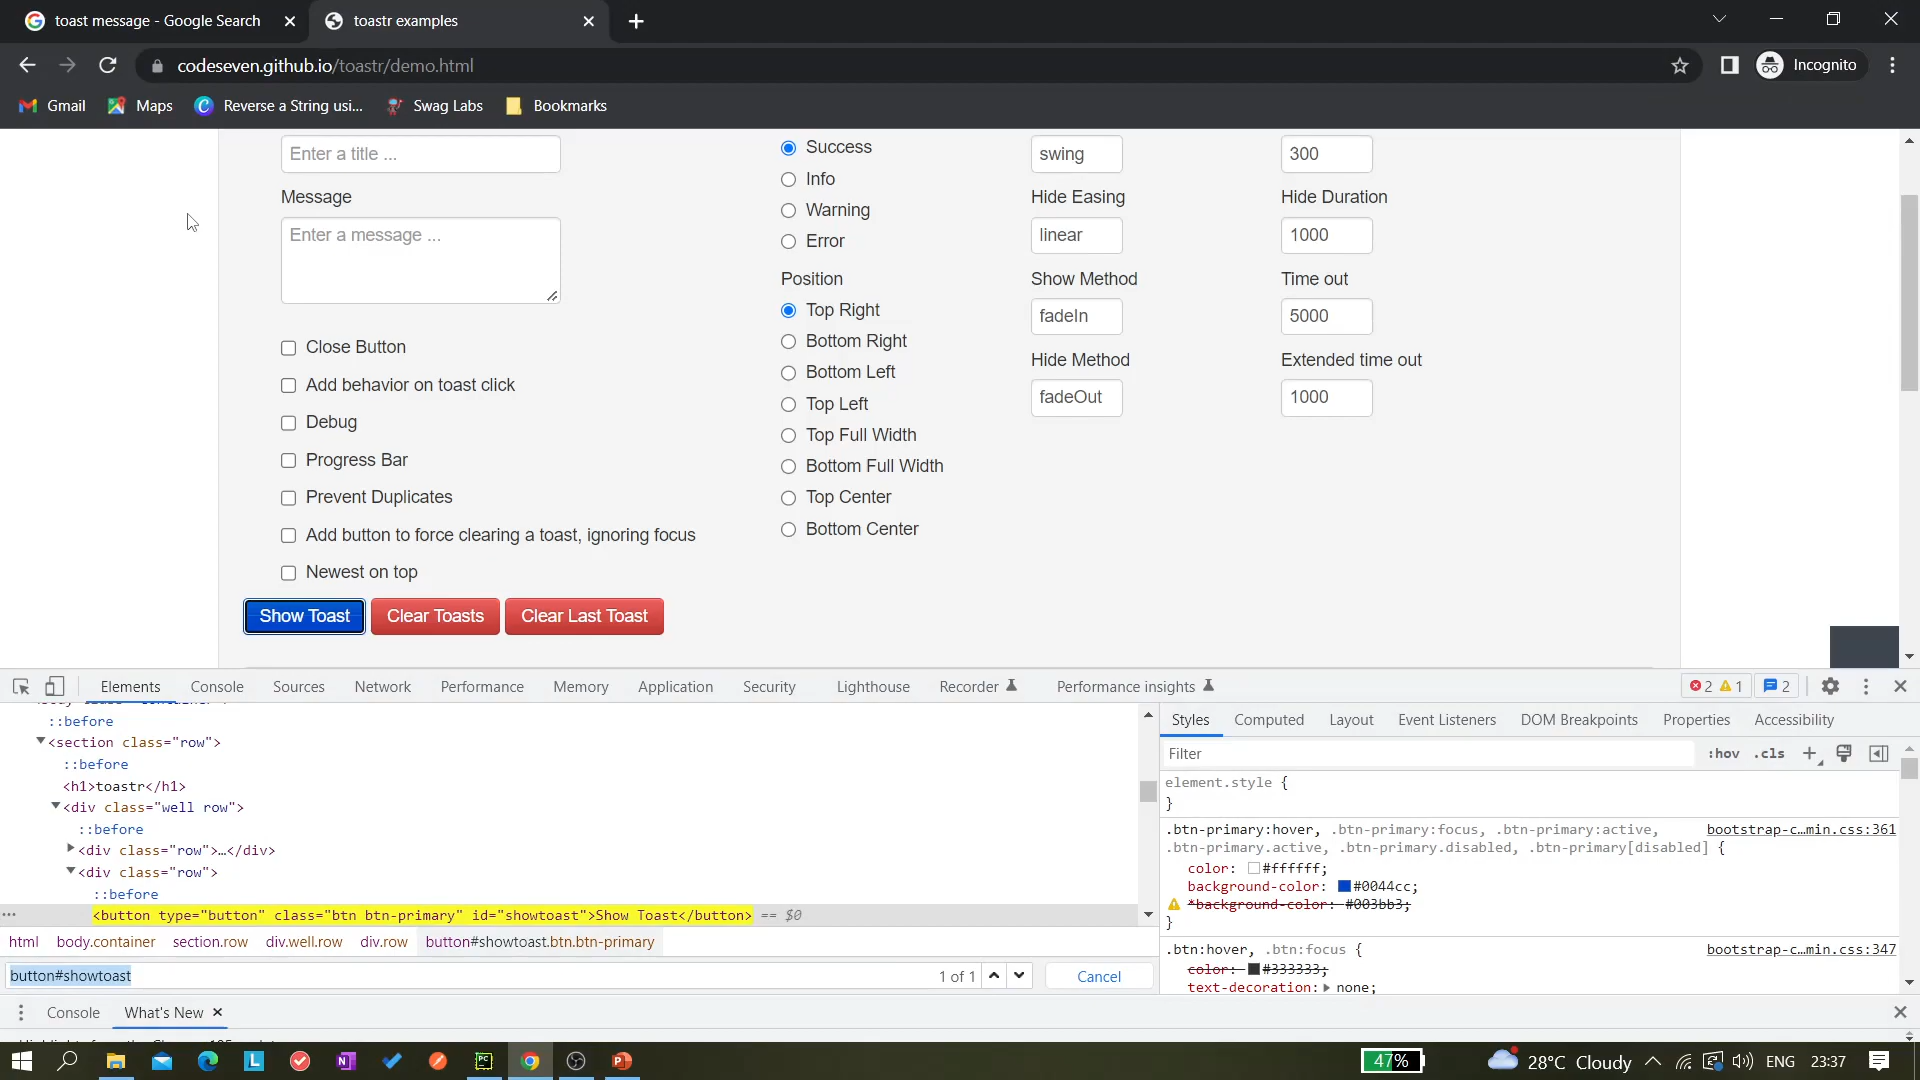 toast message - Google Search
toastr examples
codeseven.github.io/toastr/demo.html
Incognito
Gmail
Maps
Reverse a String usi...
Swag Labs
Bookmarks
Enter a title ...
Message
Enter a message ...
Close Button
Add behavior on toast click
Debug
Progress Bar
Prevent Duplicates
Add button to force clearing a toast, ignoring focus
Newest on top
Success
Info
Warning
Error
Position
Top Right
Bottom Right
Bottom Left
Top Left
Top Full Width
Bottom Full Width
Top Center
Bottom Center
swing
Hide Easing
linear
Show Method
fadeIn
Hide Method
fadeOut
300
Hide Duration
1000
Time out
5000
Extended time out
1000
Show Toast
Clear Toasts
Clear Last Toast
Elements
Console
Sources
Network
Performance
Memory
Application
Security
Lighthouse
Recorder
Performance insights
2
1
2
::before
<section class="row">
::before
<h1>toastr</h1>
<div class="well row">
::before
<div class="row">…</div>
<div class="row">
::before
<button type="button" class="btn btn-primary" id="showtoast">Show Toast</button> == $0
html
body.container
section.row
div.well.row
div.row
button#showtoast.btn.btn-primary
button#showtoast
1 of 1
Cancel
Styles
Computed
Layout
Event Listeners
DOM Breakpoints
Properties
Accessibility
Filter
:hov
.cls
element.style {
}
.btn-primary:hover, .btn-primary:focus, .btn-primary:active,
bootstrap-c…min.css:361
.btn-primary.active, .btn-primary.disabled, .btn-primary[disabled] {
color: #ffffff;
background-color: #0044cc;
*background-color: #003bb3;
}
.btn:hover, .btn:focus {
bootstrap-c…min.css:347
color: #333333;
text-decoration: none;
Console
What's New
47%
28°C Cloudy
ENG
23:37